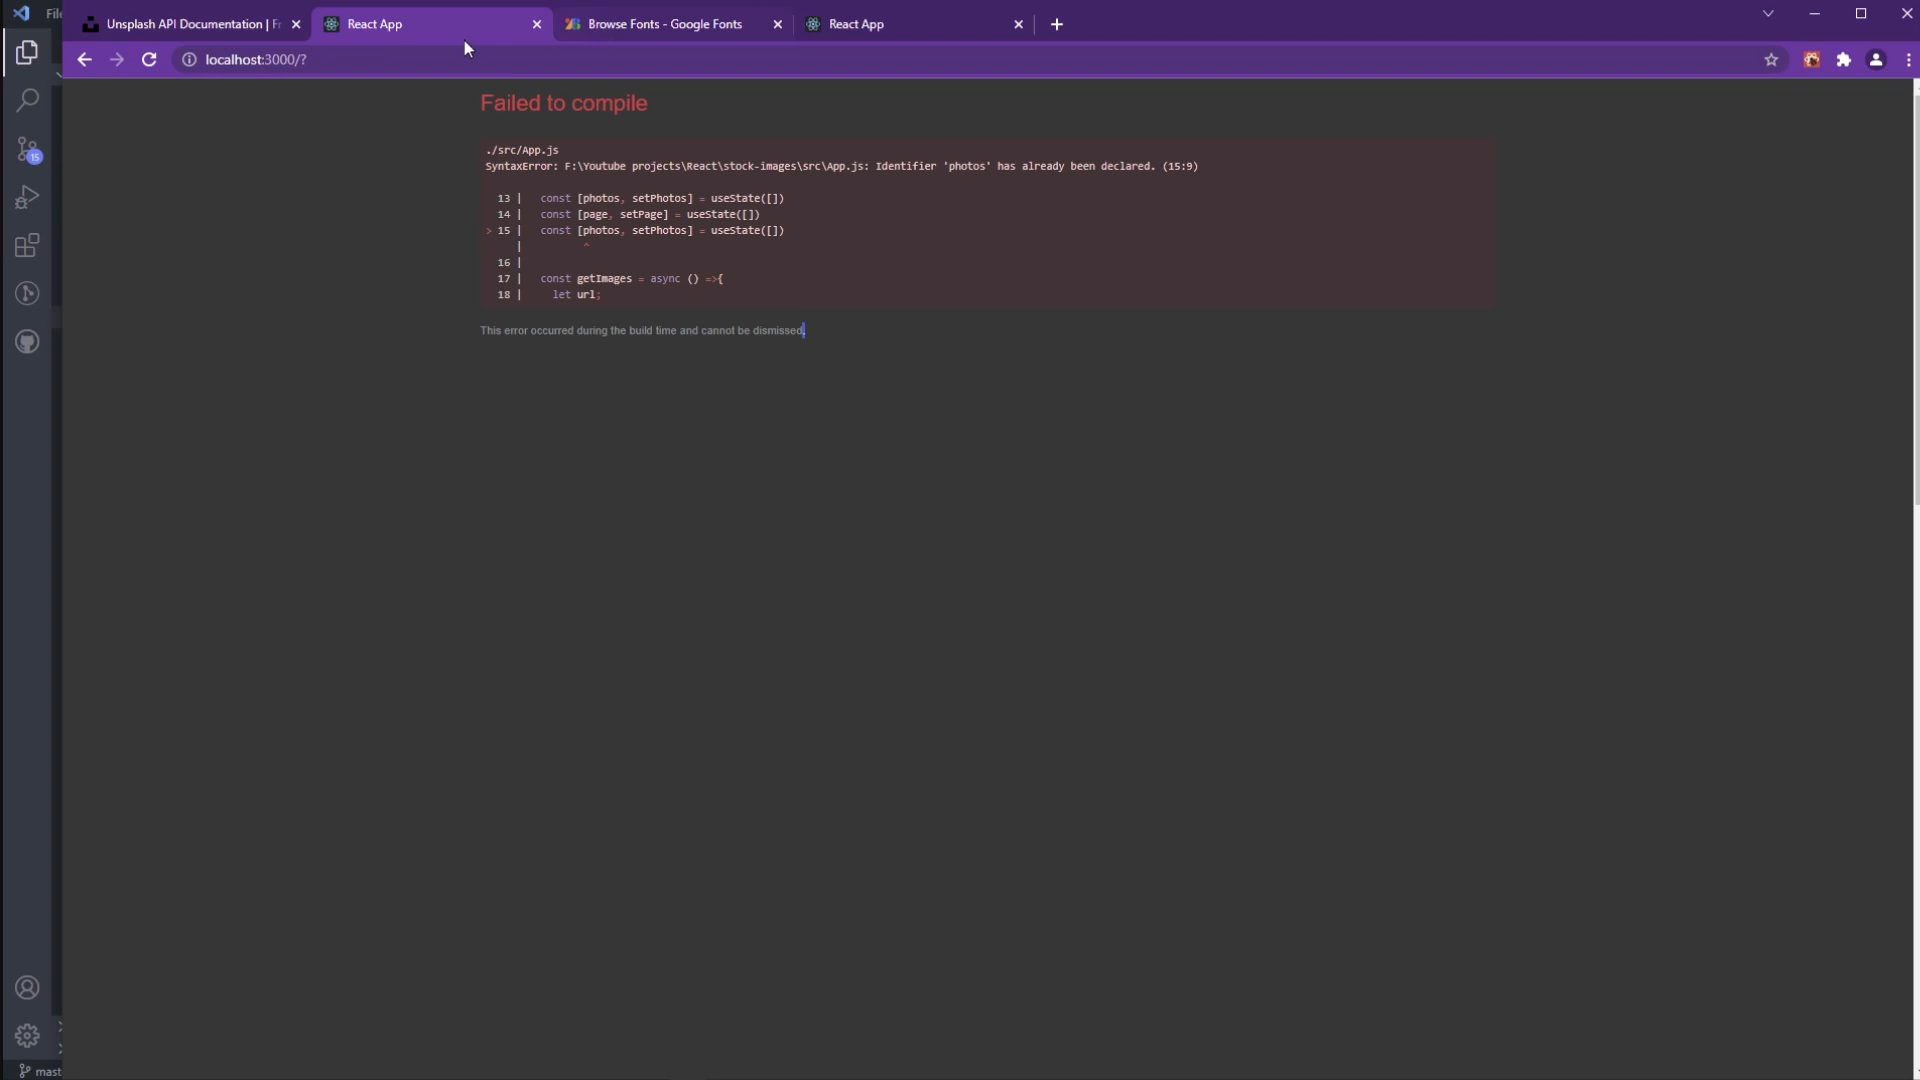 File
Unsplash API Documentation | Fr
React App
Browse Fonts - Google Fonts
React App
localhost:3000/?
Failed to compile
./src/App.js
SyntaxError: F:\Youtube projects\React\stock-images\src\App.js: Identifier 'photos' has already been declared. (15:9)
13 |   const [photos, setPhotos] = useState([])
14 |   const [page, setPage] = useState([])
> 15 |   const [photos, setPhotos] = useState([])
|          ^
16 |
17 |   const getImages = async () =>{
18 |     let url;
This error occurred during the build time and cannot be dismissed.
15
mast